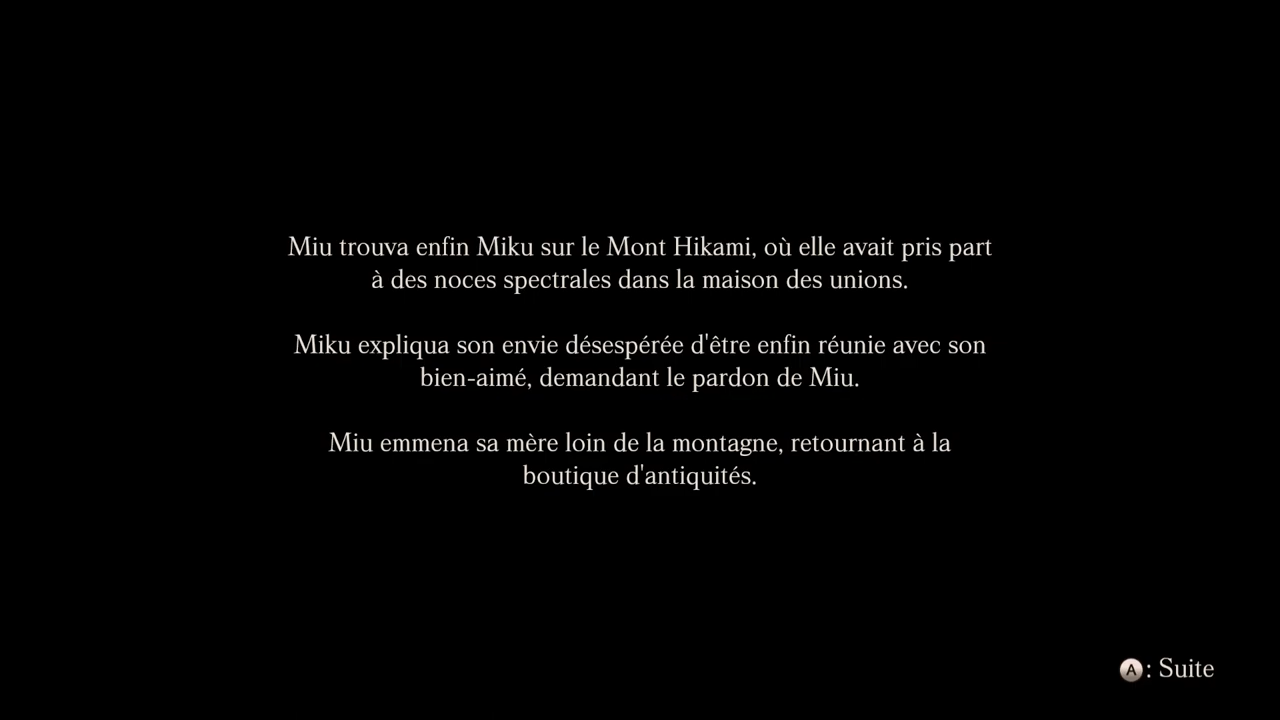 Miu trouva enfin Miku sur le Mont Hikami, où elle avait pris part
à des noces spectrales dans la maison des unions.
Miku expliqua son envie désespérée d'être enfin réunie avec son
bien-aimé, demandant le pardon de Miu.
Miu emmena sa mère loin de la montagne, retournant à la
boutique d'antiquités.
A: Suite